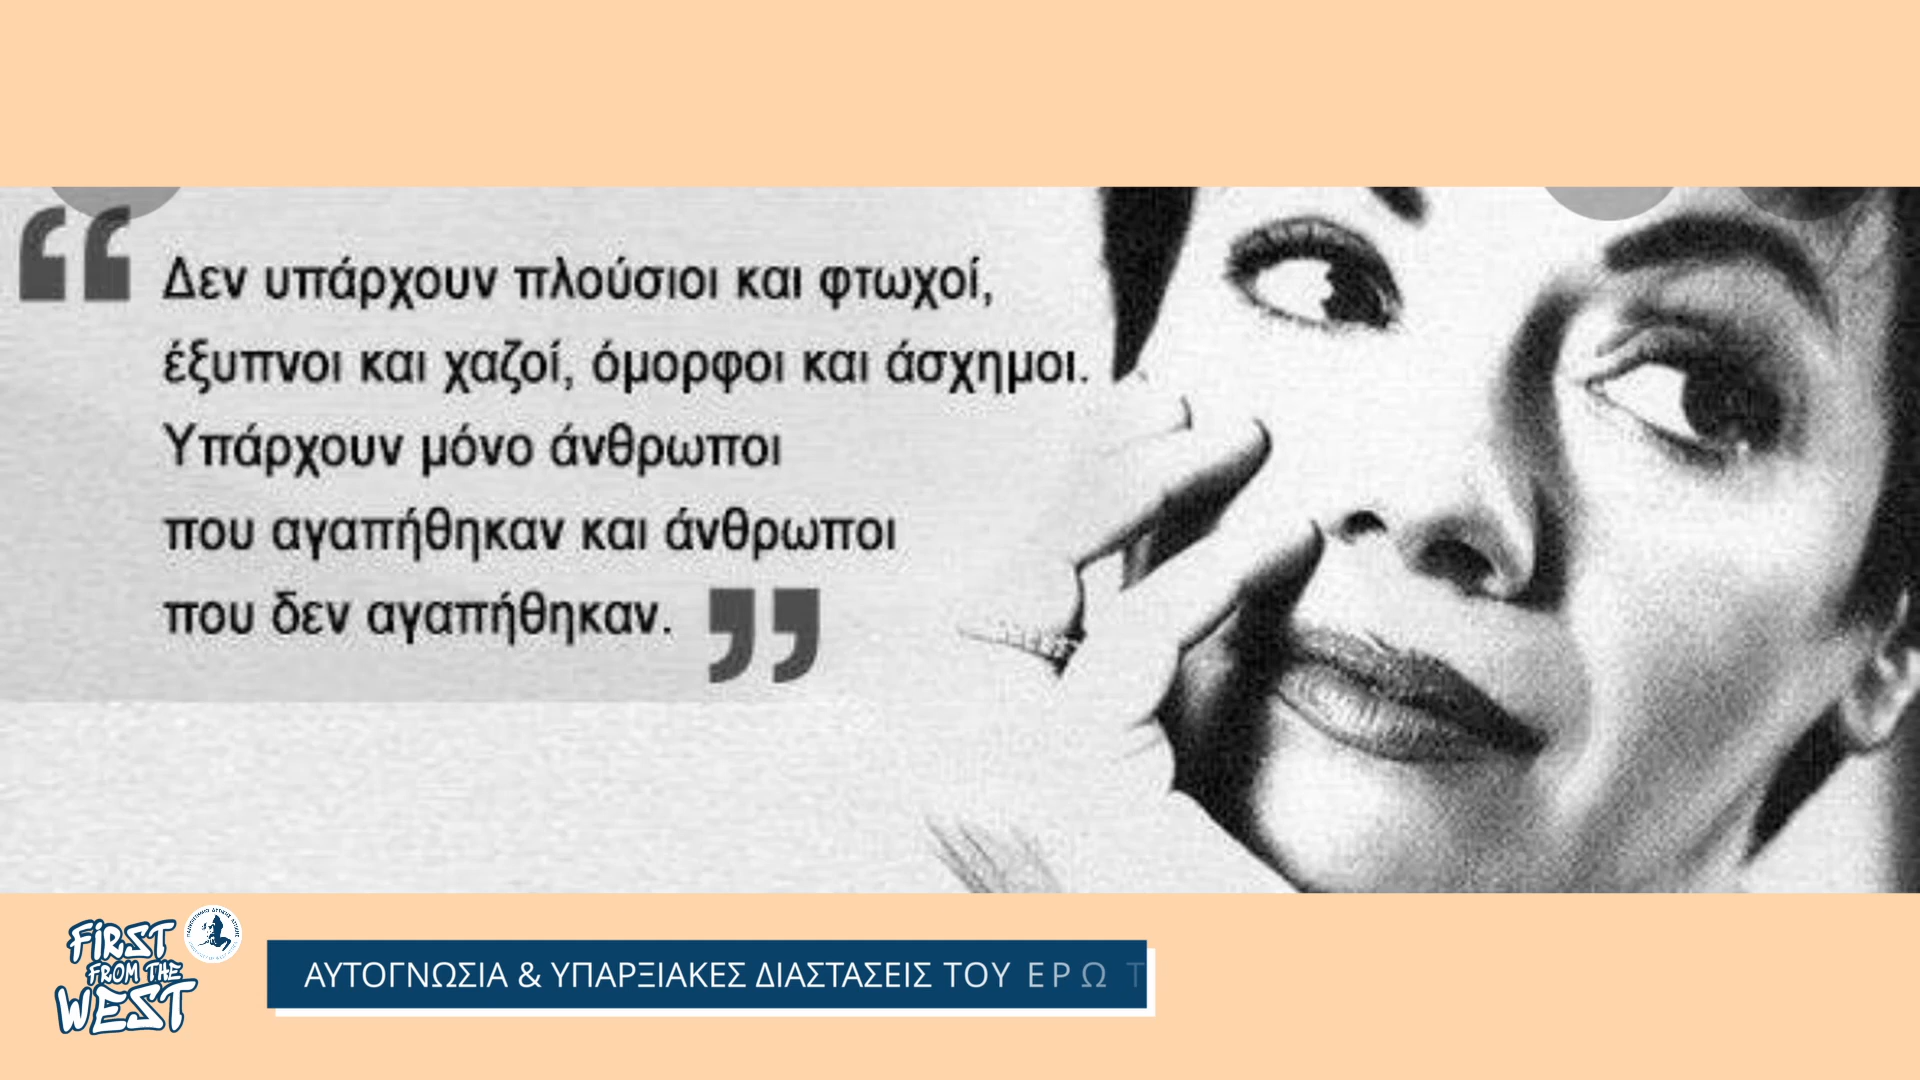 Δεν υπάρχουν πλούσιοι και φτωχοί,
έξυπνοι και χαζοί, όμορφοι και άσχημοι.
Υπάρχουν μόνο άνθρωποι
που αγαπήθηκαν και άνθρωποι
που δεν αγαπήθηκαν.
FIRST
FROM THE
WEST
ΑΥΤΟΓΝΩΣΙΑ & ΥΠΑΡΞΙΑΚΕΣ ΔΙΑΣΤΑΣΕΙΣ ΤΟΥ ΕΡΩΤ